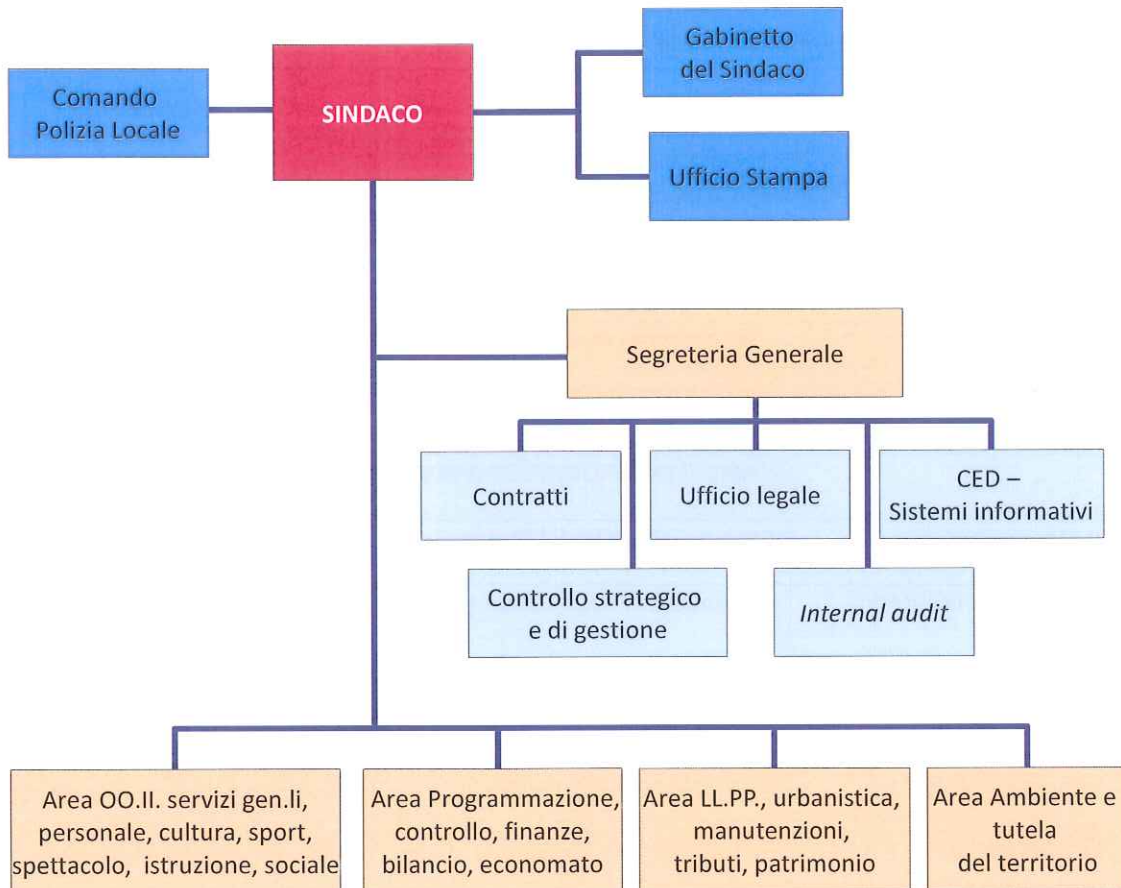 Gabinetto
del Sindaco
Comando
Polizia Locale
SINDACO
Ufficio Stampa
Segreteria Generale
Contratti
Ufficio legale
CED –
Sistemi informativi
Controllo strategico
e di gestione
Internal audit
Area OO.II. servizi gen.li,
personale, cultura, sport,
spettacolo, istruzione, sociale
Area Programmazione,
controllo, finanze,
bilancio, economato
Area LL.PP., urbanistica,
manutenzioni,
tributi, patrimonio
Area Ambiente e
tutela
del territorio